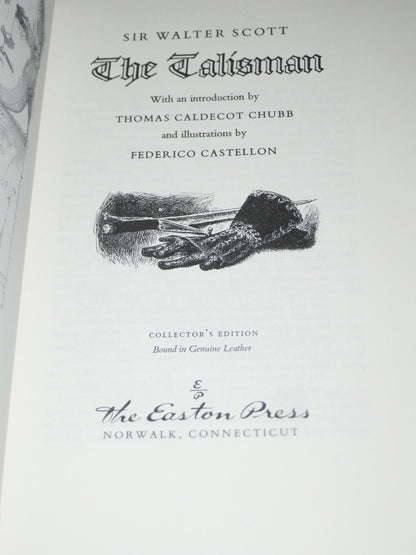 SIR WALTER SCOTT
The Talisman
With an introduction by
THOMAS CALDECOT CHUBB
and illustrations by
FEDERICO CASTELLON
COLLECTOR'S EDITION
Bound in Genuine Leather
E
P
the Easton Press
NORWALK, CONNECTICUT